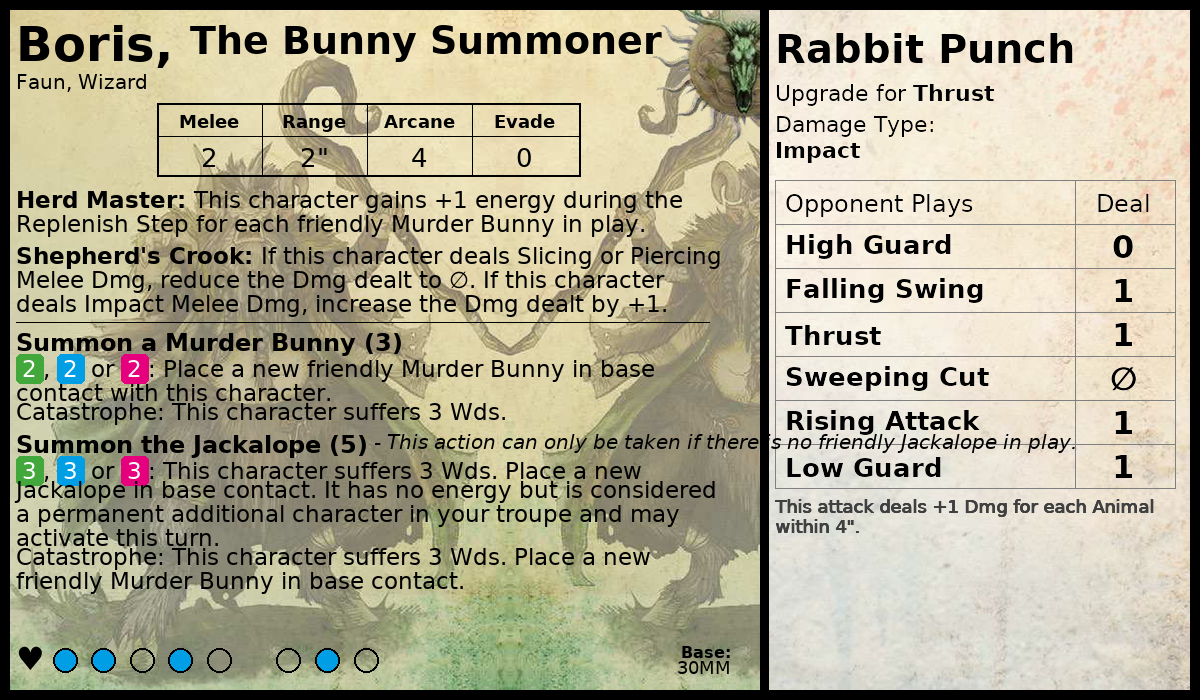 Boris, The Bunny Summoner
Faun, Wizard
Melee Range Arcane Evade
2 2" 4 0
Herd Master: This character gains +1 energy during the
Replenish Step for each friendly Murder Bunny in play.
Shepherd's Crook: If this character deals Slicing or Piercing
Melee Dmg, reduce the Dmg dealt to ∅. If this character
deals Impact Melee Dmg, increase the Dmg dealt by +1.
Summon a Murder Bunny (3)
2, 2 or 2: Place a new friendly Murder Bunny in base
contact with this character.
Catastrophe: This character suffers 3 Wds.
Summon the Jackalope (5) - This action can only be taken if there is no friendly Jackalope in play.
3, 3 or 3: This character suffers 3 Wds. Place a new
Jackalope in base contact. It has no energy but is considered
a permanent additional character in your troupe and may
activate this turn.
Catastrophe: This character suffers 3 Wds. Place a new
friendly Murder Bunny in base contact.
Base:
30MM
Rabbit Punch
Upgrade for Thrust
Damage Type:
Impact
Opponent Plays Deal
High Guard 0
Falling Swing 1
Thrust 1
Sweeping Cut ∅
Rising Attack 1
Low Guard 1
This attack deals +1 Dmg for each Animal
within 4".